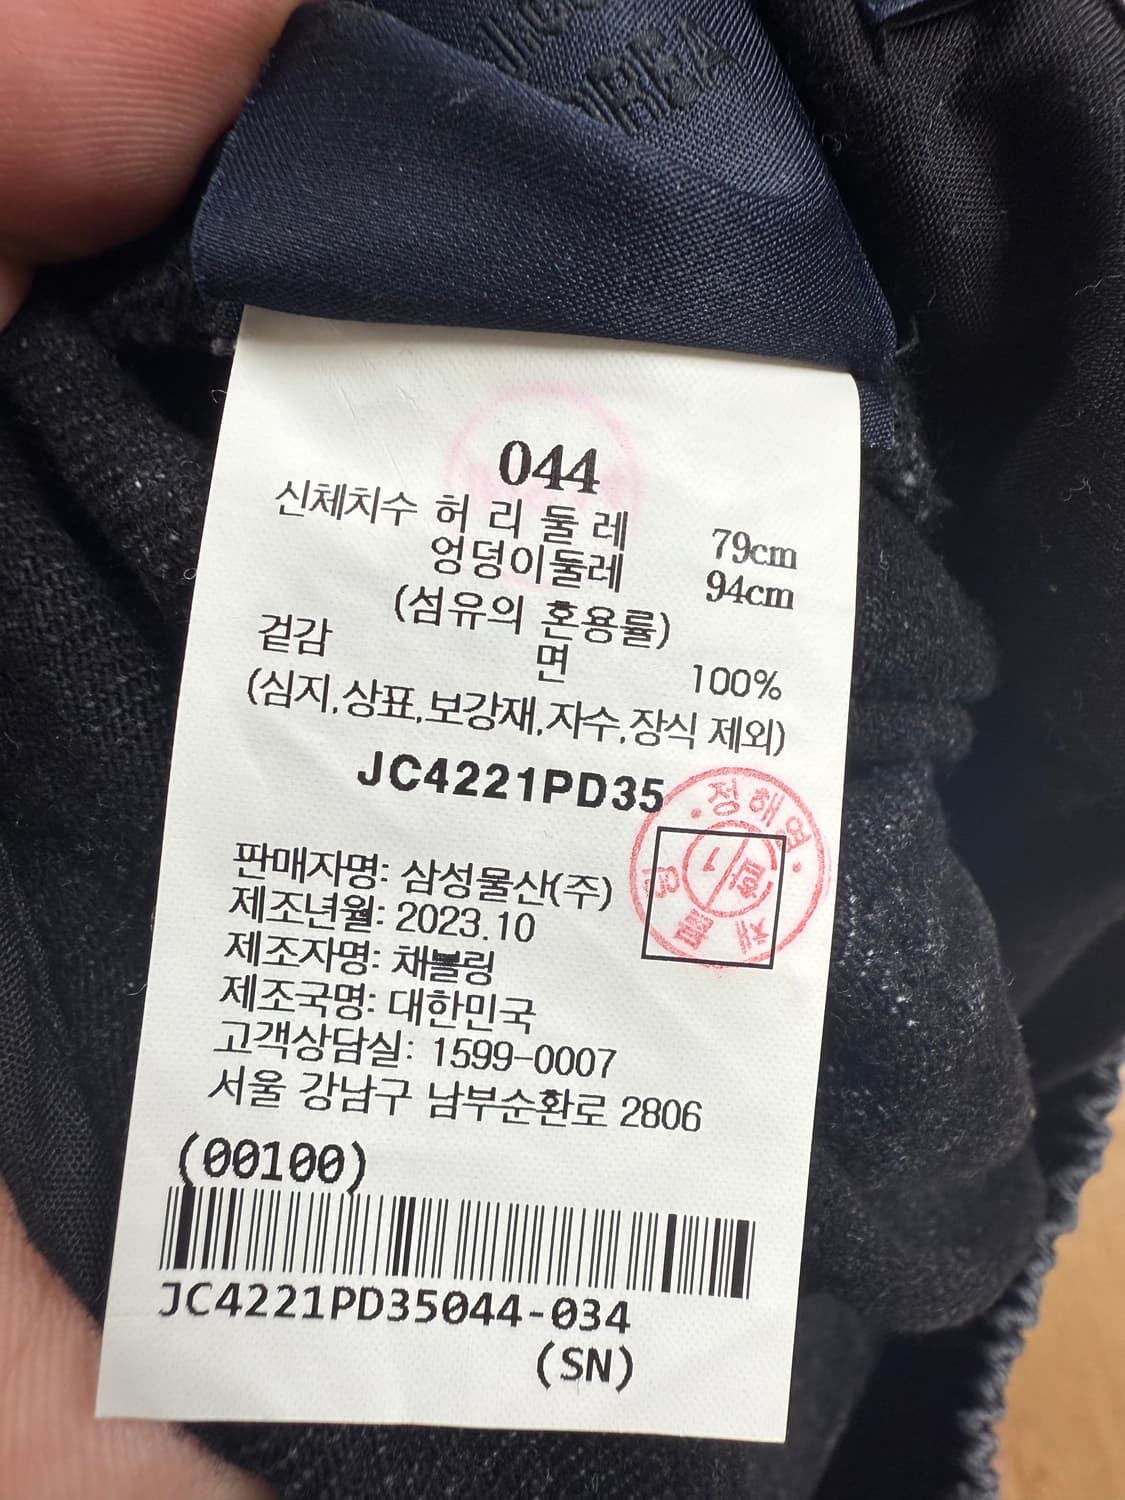 KOREA
044
신체치수 허 리 둘 레 79cm
엉덩이둘레 94cm
(섬유의 혼용률)
겉감 면 100%
(심지,상표,보강재,자수,장식 제외)
JC4221PD35
정해영
판매자명: 삼성물산(주)
제조년월: 2023.10
제조자명: 채블링
제조국명: 대한민국
고객상담실: 1599-0007
서울 강남구 남부순환로 2806
(00100)
JC4221PD35044-034
(SN)